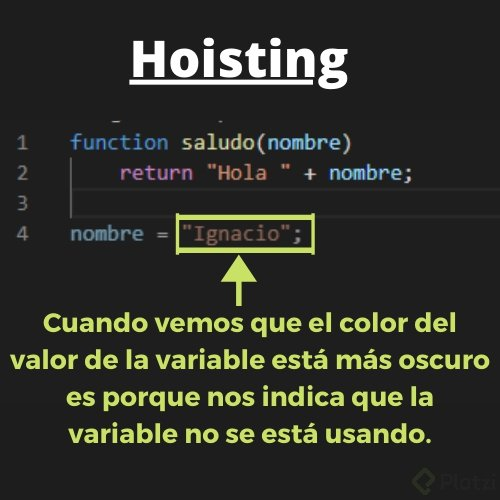 Hoisting
1 function saludo(nombre)
2 return "Hola " + nombre;
3
4 nombre = "Ignacio";
Cuando vemos que el color del
valor de la variable está más oscuro
es porque nos indica que la
variable no se está usando.
Platzi